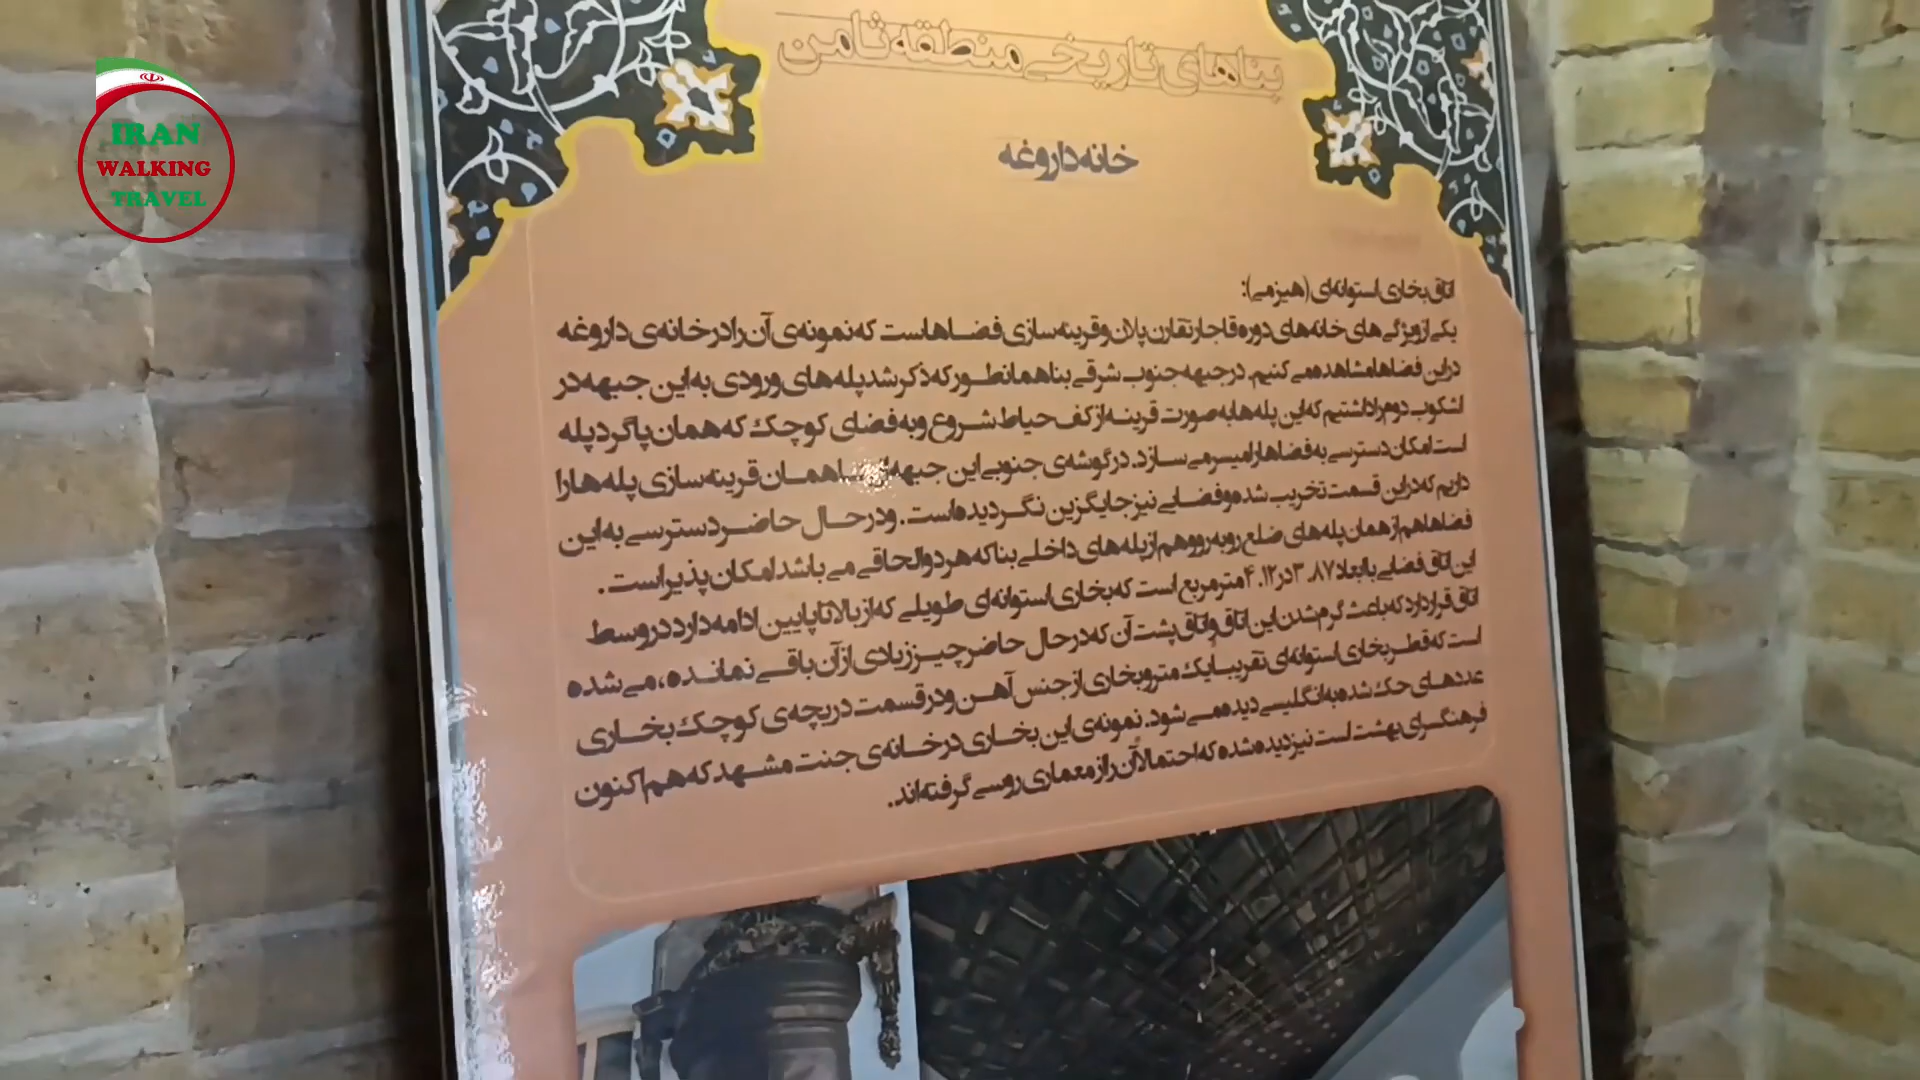 IRAN
WALKING
TRAVEL
بناهای تاریخی منطقه ثامن
خانه داروغه
اتاق بخاری استوانه‌ای (هیزمی):
یکی از ویژگی‌های خانه‌های دوره قاجار تقارن پلان و قرینه سازی فضاهاست که نمونه‌ی آن را در خانه‌ی داروغه
در این فضاها مشاهده می‌کنیم. در جبهه جنوب شرقی بنا همانطور که ذکر شد پله‌های ورودی به این جبهه در
اشکوب دوم را داشتیم که این پله‌ها به صورت قرینه از کف حیاط شروع و به فضای کوچک که همان پاگرد پله
است امکان دسترسی به فضاها را میسر می‌سازد. در گوشه‌ی جنوبی این جبهه همان قرینه سازی پله‌ها را
داریم که در این قسمت تخریب شده و فضایی نیز جایگزین نگردیده است. و در حال حاضر دسترسی به این
فضاها هم از همان پله‌های ضلع روبه‌رو و هم از پله‌های داخلی بنا که هر دو الحاقی می‌باشد امکان پذیر است.
این اتاق فضایی با ابعاد ۳.۸۷ در ۴.۱۲ متر مربع است که بخاری استوانه‌ای طویلی که از بالا تا پایین ادامه دارد در وسط
اتاق قرار دارد که باعث گرم شدن این اتاق و اتاق پشت آن که در حال حاضر چیز زیادی از آن باقی نمانده، می‌شده
است که قطر بخاری استوانه‌ای تقریباً یک متر و بخاری از جنس آهن و در قسمت دریچه‌ی کوچک بخاری
عددهای حک شده به انگلیسی دیده می‌شود. نمونه‌ی این بخاری در خانه‌ی جنت مشهد که هم اکنون
فرهنگسرای بهشت است نیز دیده شده که احتمالاً آن را از معماری روسی گرفته‌اند.